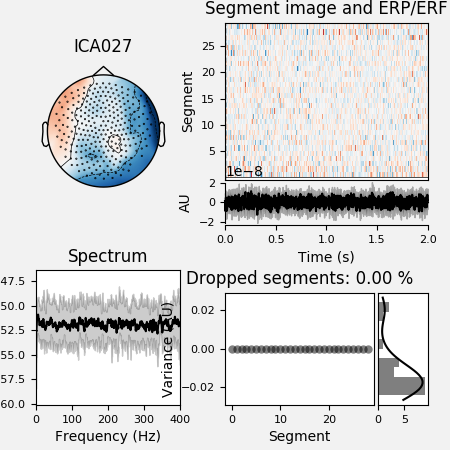 Segment image and ERP/ERF
ICA027
Segment
25
20
15
10
5
1e−8
AU
2
0
−2
0.0 0.5 1.0 1.5 2.0
Time (s)
Spectrum
47.5
50.0
52.5
55.0
57.5
60.0
0 100 200 300 400
Frequency (Hz)
Dropped segments: 0.00 %
0.02
0.00
−0.02
0 10 20
Segment
0 5